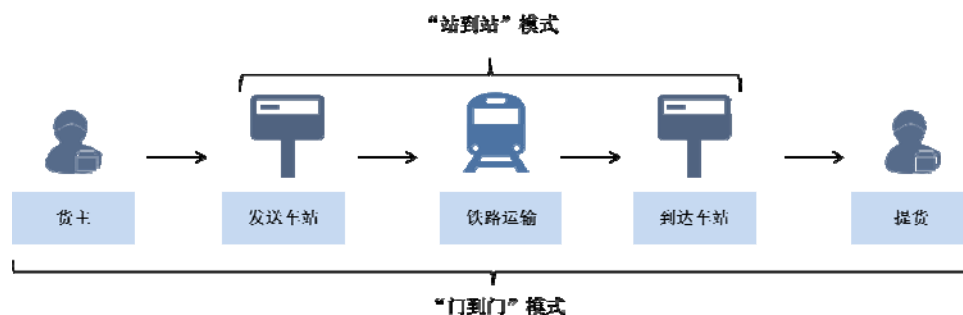 “站到站”模式
货主
发送车站
铁路运输
到达车站
提货
“门到门”模式